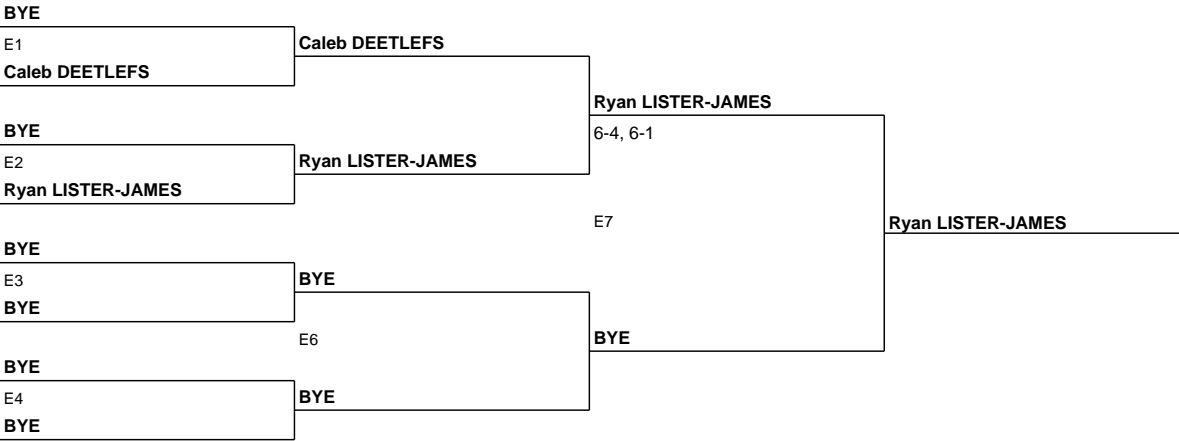 BYE
E1
Caleb DEETLEFS
Caleb DEETLEFS
BYE
E2
Ryan LISTER-JAMES
Ryan LISTER-JAMES
Ryan LISTER-JAMES
6-4, 6-1
E7
Ryan LISTER-JAMES
BYE
E3
BYE
BYE
E6
BYE
BYE
E4
BYE
BYE